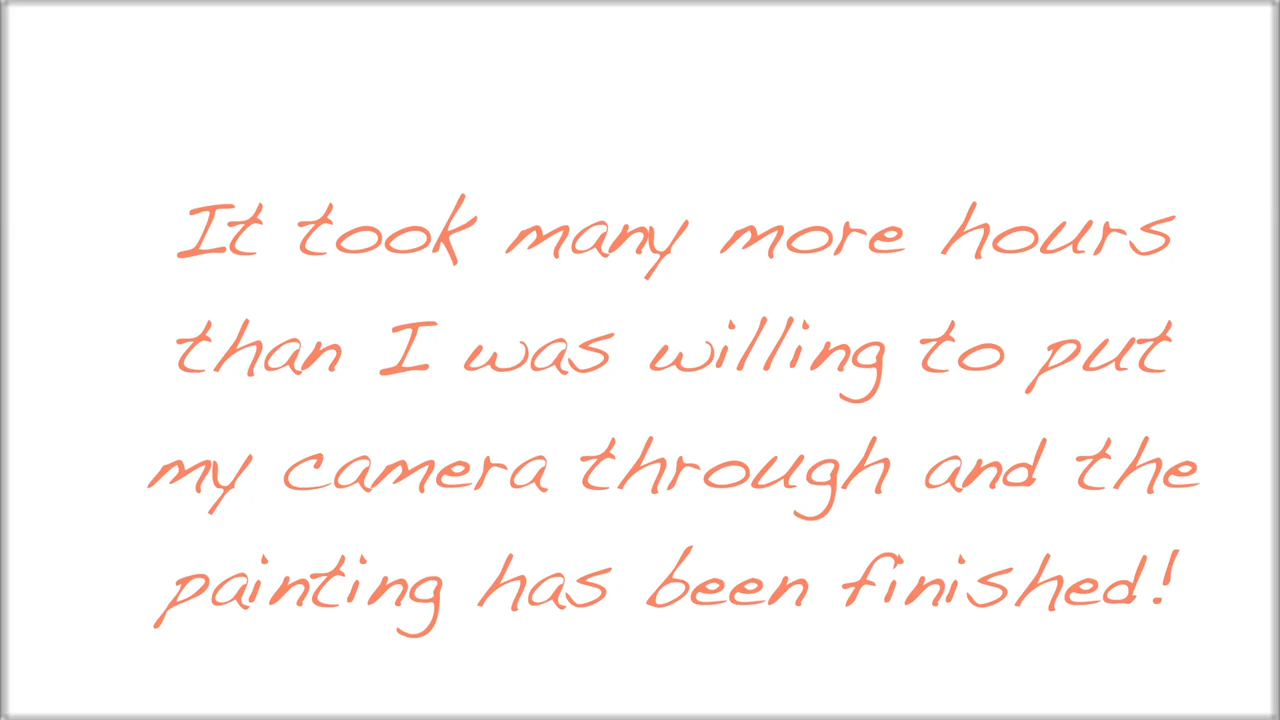 It took many more hours
than I was willing to put
my camera through and the
painting has been finished!